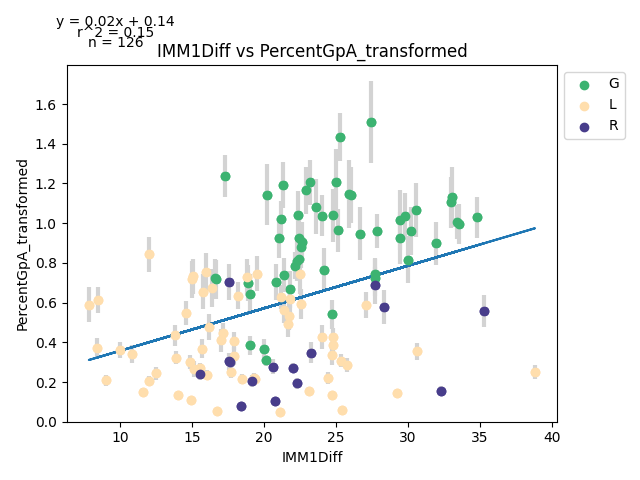 y = 0.02x + 0.14
r^2 = 0.15
n = 126
IMM1Diff vs PercentGpA_transformed
G
L
R
PercentGpA_transformed
1.6
1.4
1.2
1.0
0.8
0.6
0.4
0.2
0.0
10 15 20 25 30 35 40
IMM1Diff